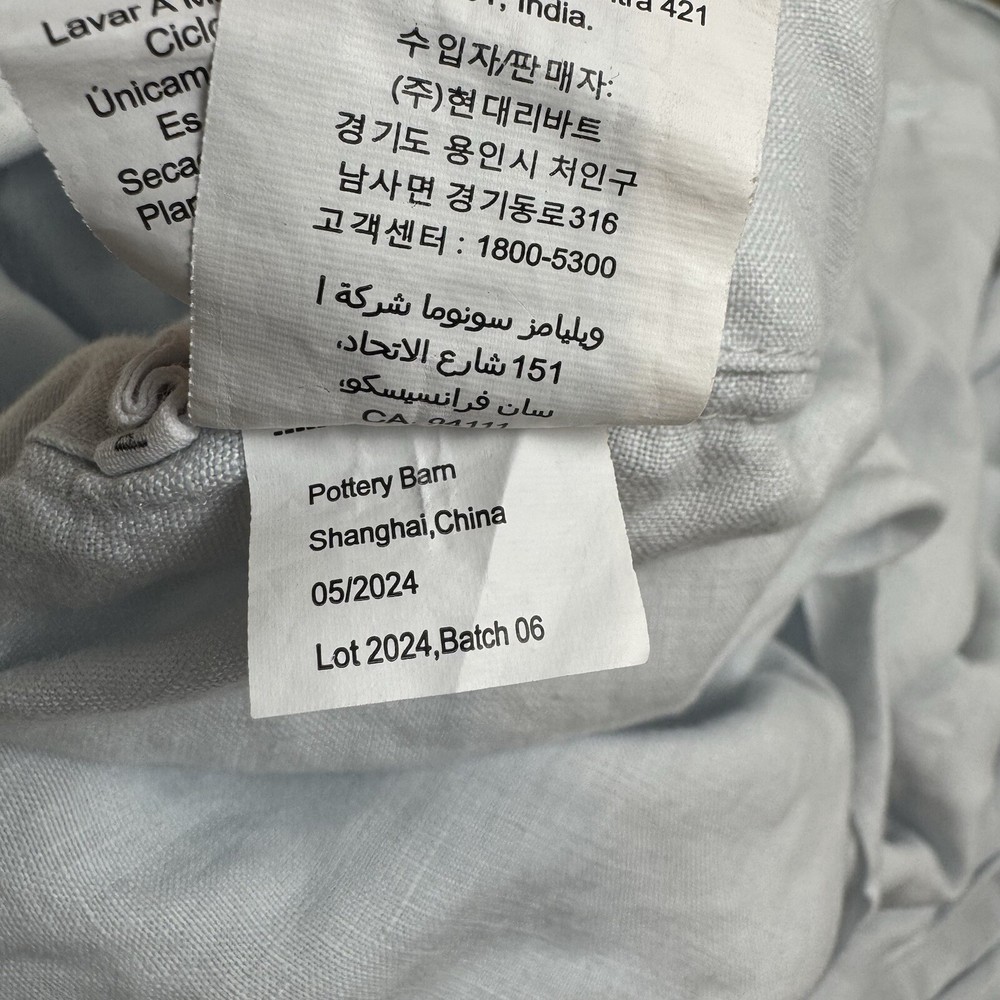 Lavar A
Ciclo
Únicam
Es
Seca
Plan
421
India.
수입자/판매자:
(주)현대리바트
경기도 용인시 처인구
남사면 경기동로316
고객센터 : 1800-5300
ويليامز سونوما شركة ا
151 شارع الاتحاد،
سان فرانسيسكو،
CA, 94111
Pottery Barn
Shanghai,China
05/2024
Lot 2024,Batch 06